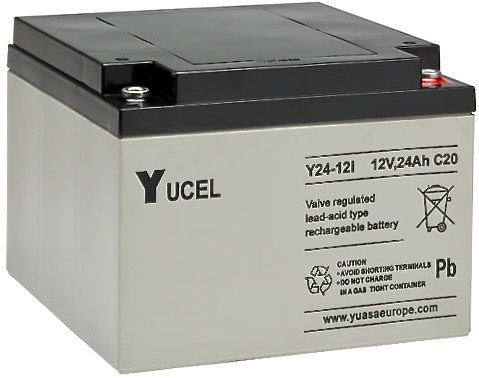 YUCEL
Y24-12I 12V,24Ah C20
Valve regulated
lead-acid type
rechargeable battery
CAUTION
• AVOID SHORTING TERMINALS
• DO NOT CHARGE
IN A GAS TIGHT CONTAINER
Pb
www.yuasaeurope.com